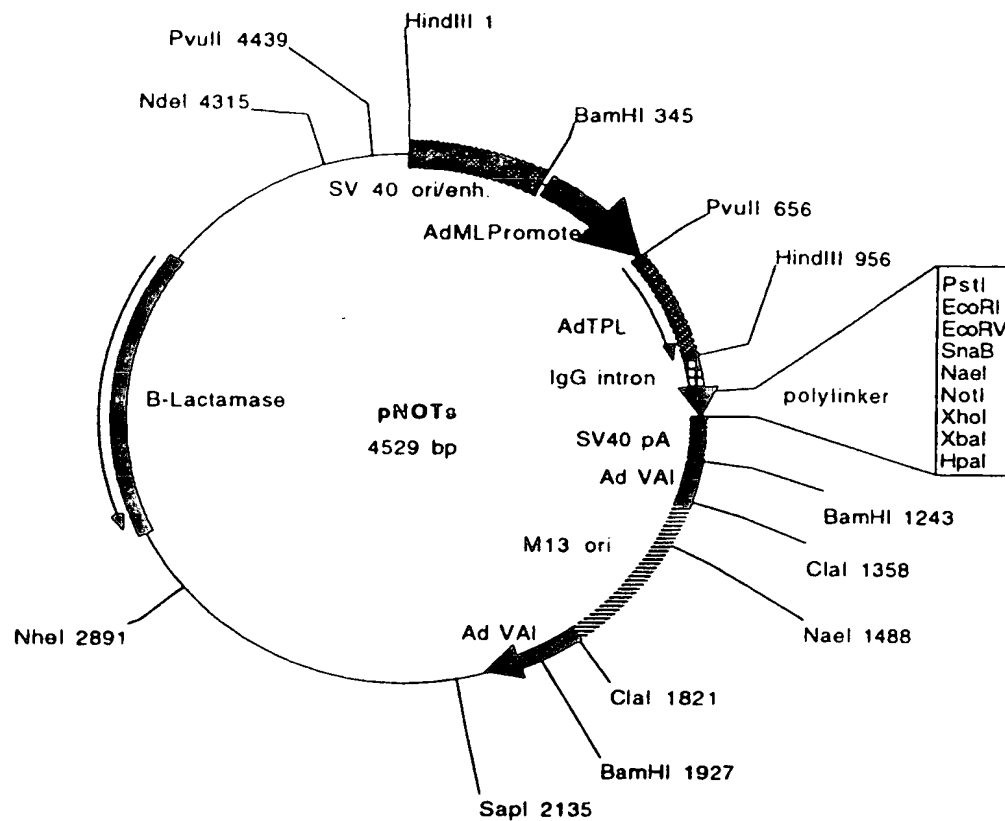 HindIII 1
PvuII 4439
NdeI 4315
BamHI 345
SV 40 ori/enh.
AdMLPromote
PvuII 656
HindIII 956
PstI
EcoRI
EcoRV
SnaB
NaeI
NotI
XhoI
XbaI
HpaI
AdTPL
IgG intron
polylinker
B-Lactamase
pNOTs
4529 bp
SV40 pA
Ad VAI
BamHI 1243
M13 ori
ClaI 1358
NaeI 1488
NheI 2891
Ad VAI
ClaI 1821
BamHI 1927
SapI 2135